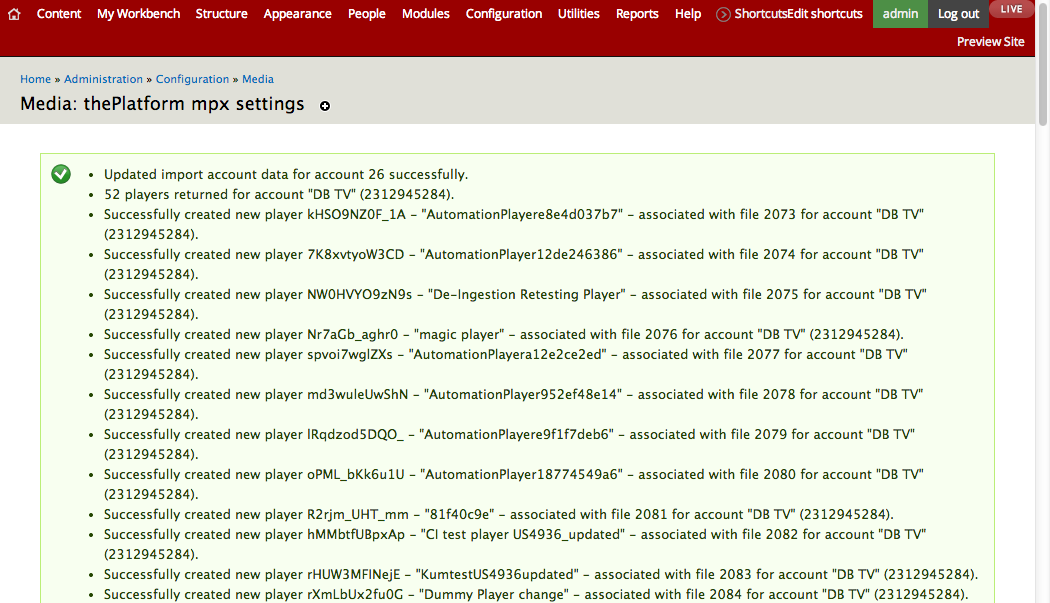 Content My Workbench Structure Appearance People Modules Configuration Utilities Reports Help ShortcutsEdit shortcuts admin Log out LIVE
Preview Site
Home » Administration » Configuration » Media
Media: thePlatform mpx settings
• Updated import account data for account 26 successfully.
• 52 players returned for account "DB TV" (2312945284).
• Successfully created new player kHSO9NZ0F_1A - "AutomationPlayere8e4d037b7" - associated with file 2073 for account "DB TV"
(2312945284).
• Successfully created new player 7K8xvtyoW3CD - "AutomationPlayer12de246386" - associated with file 2074 for account "DB TV"
(2312945284).
• Successfully created new player NW0HVYO9zN9s - "De-Ingestion Retesting Player" - associated with file 2075 for account "DB TV"
(2312945284).
• Successfully created new player Nr7aGb_aghr0 - "magic player" - associated with file 2076 for account "DB TV" (2312945284).
• Successfully created new player spvoi7wglZXs - "AutomationPlayera12e2ce2ed" - associated with file 2077 for account "DB TV"
(2312945284).
• Successfully created new player md3wuleUwShN - "AutomationPlayer952ef48e14" - associated with file 2078 for account "DB TV"
(2312945284).
• Successfully created new player lRqdzod5DQO_ - "AutomationPlayere9f1f7deb6" - associated with file 2079 for account "DB TV"
(2312945284).
• Successfully created new player oPML_bKk6u1U - "AutomationPlayer18774549a6" - associated with file 2080 for account "DB TV"
(2312945284).
• Successfully created new player R2rjm_UHT_mm - "81f40c9e" - associated with file 2081 for account "DB TV" (2312945284).
• Successfully created new player hMMbtfUBpxAp - "CI test player US4936_updated" - associated with file 2082 for account "DB TV"
(2312945284).
• Successfully created new player rHUW3MFlNejE - "KumtestUS4936updated" - associated with file 2083 for account "DB TV" (2312945284).
• Successfully created new player rXmLbUx2fu0G - "Dummy Player change" - associated with file 2084 for account "DB TV" (2312945284).